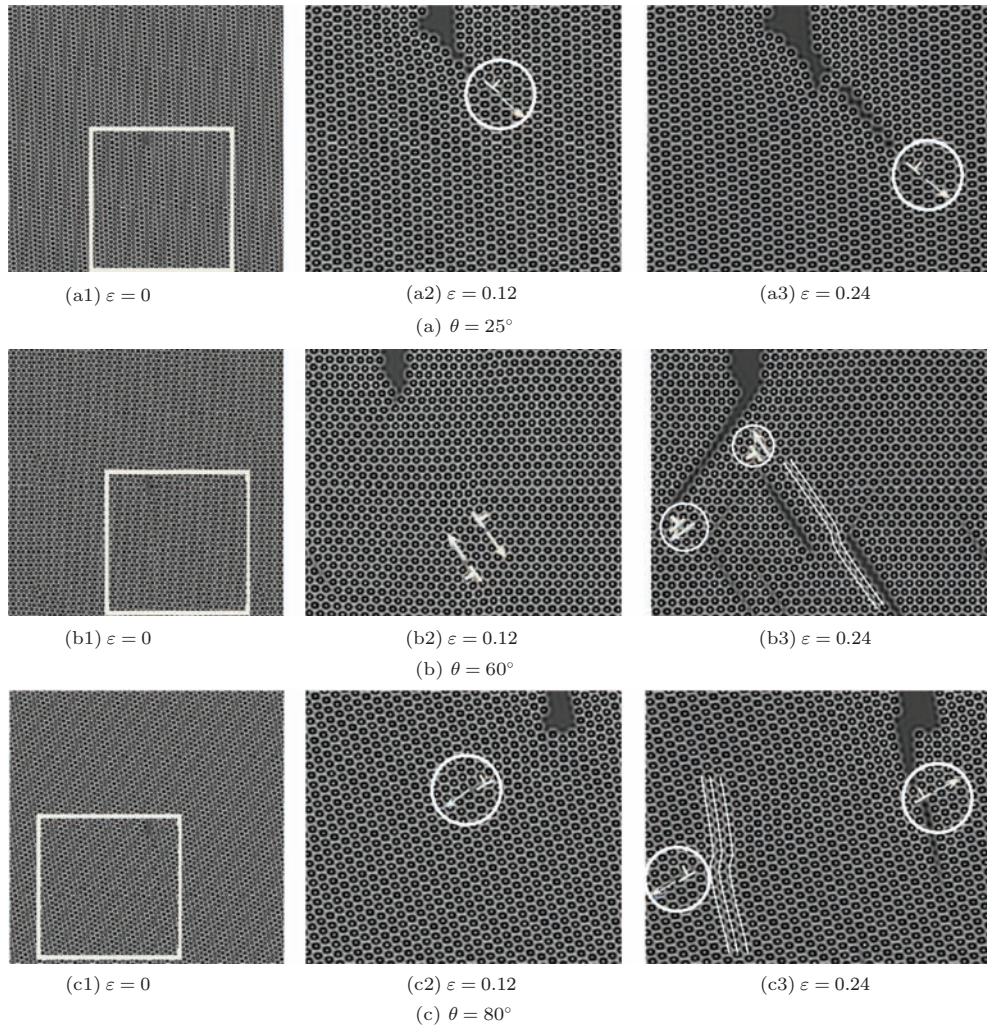 (a1) ε = 0
(a2) ε = 0.12
(a3) ε = 0.24
(a) θ = 25°
(b1) ε = 0
(b2) ε = 0.12
(b3) ε = 0.24
(b) θ = 60°
(c1) ε = 0
(c2) ε = 0.12
(c3) ε = 0.24
(c) θ = 80°